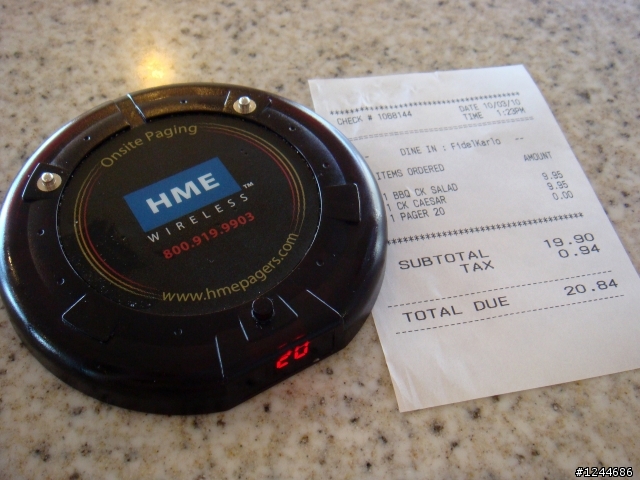 Onsite Paging
HME™
WIRELESS
800.919.9903
www.hmepagers.com
20
CHECK # 1068144
DATE 10/03/10
TIME 1:23PM
DINE IN : FidelKarlo --
ITEMS ORDERED AMOUNT
1 BBQ CK SALAD 9.95
1 CK CAESAR 9.95
1 PAGER 20 0.00
SUBTOTAL 19.90
TAX 0.94
TOTAL DUE 20.84
#1244686